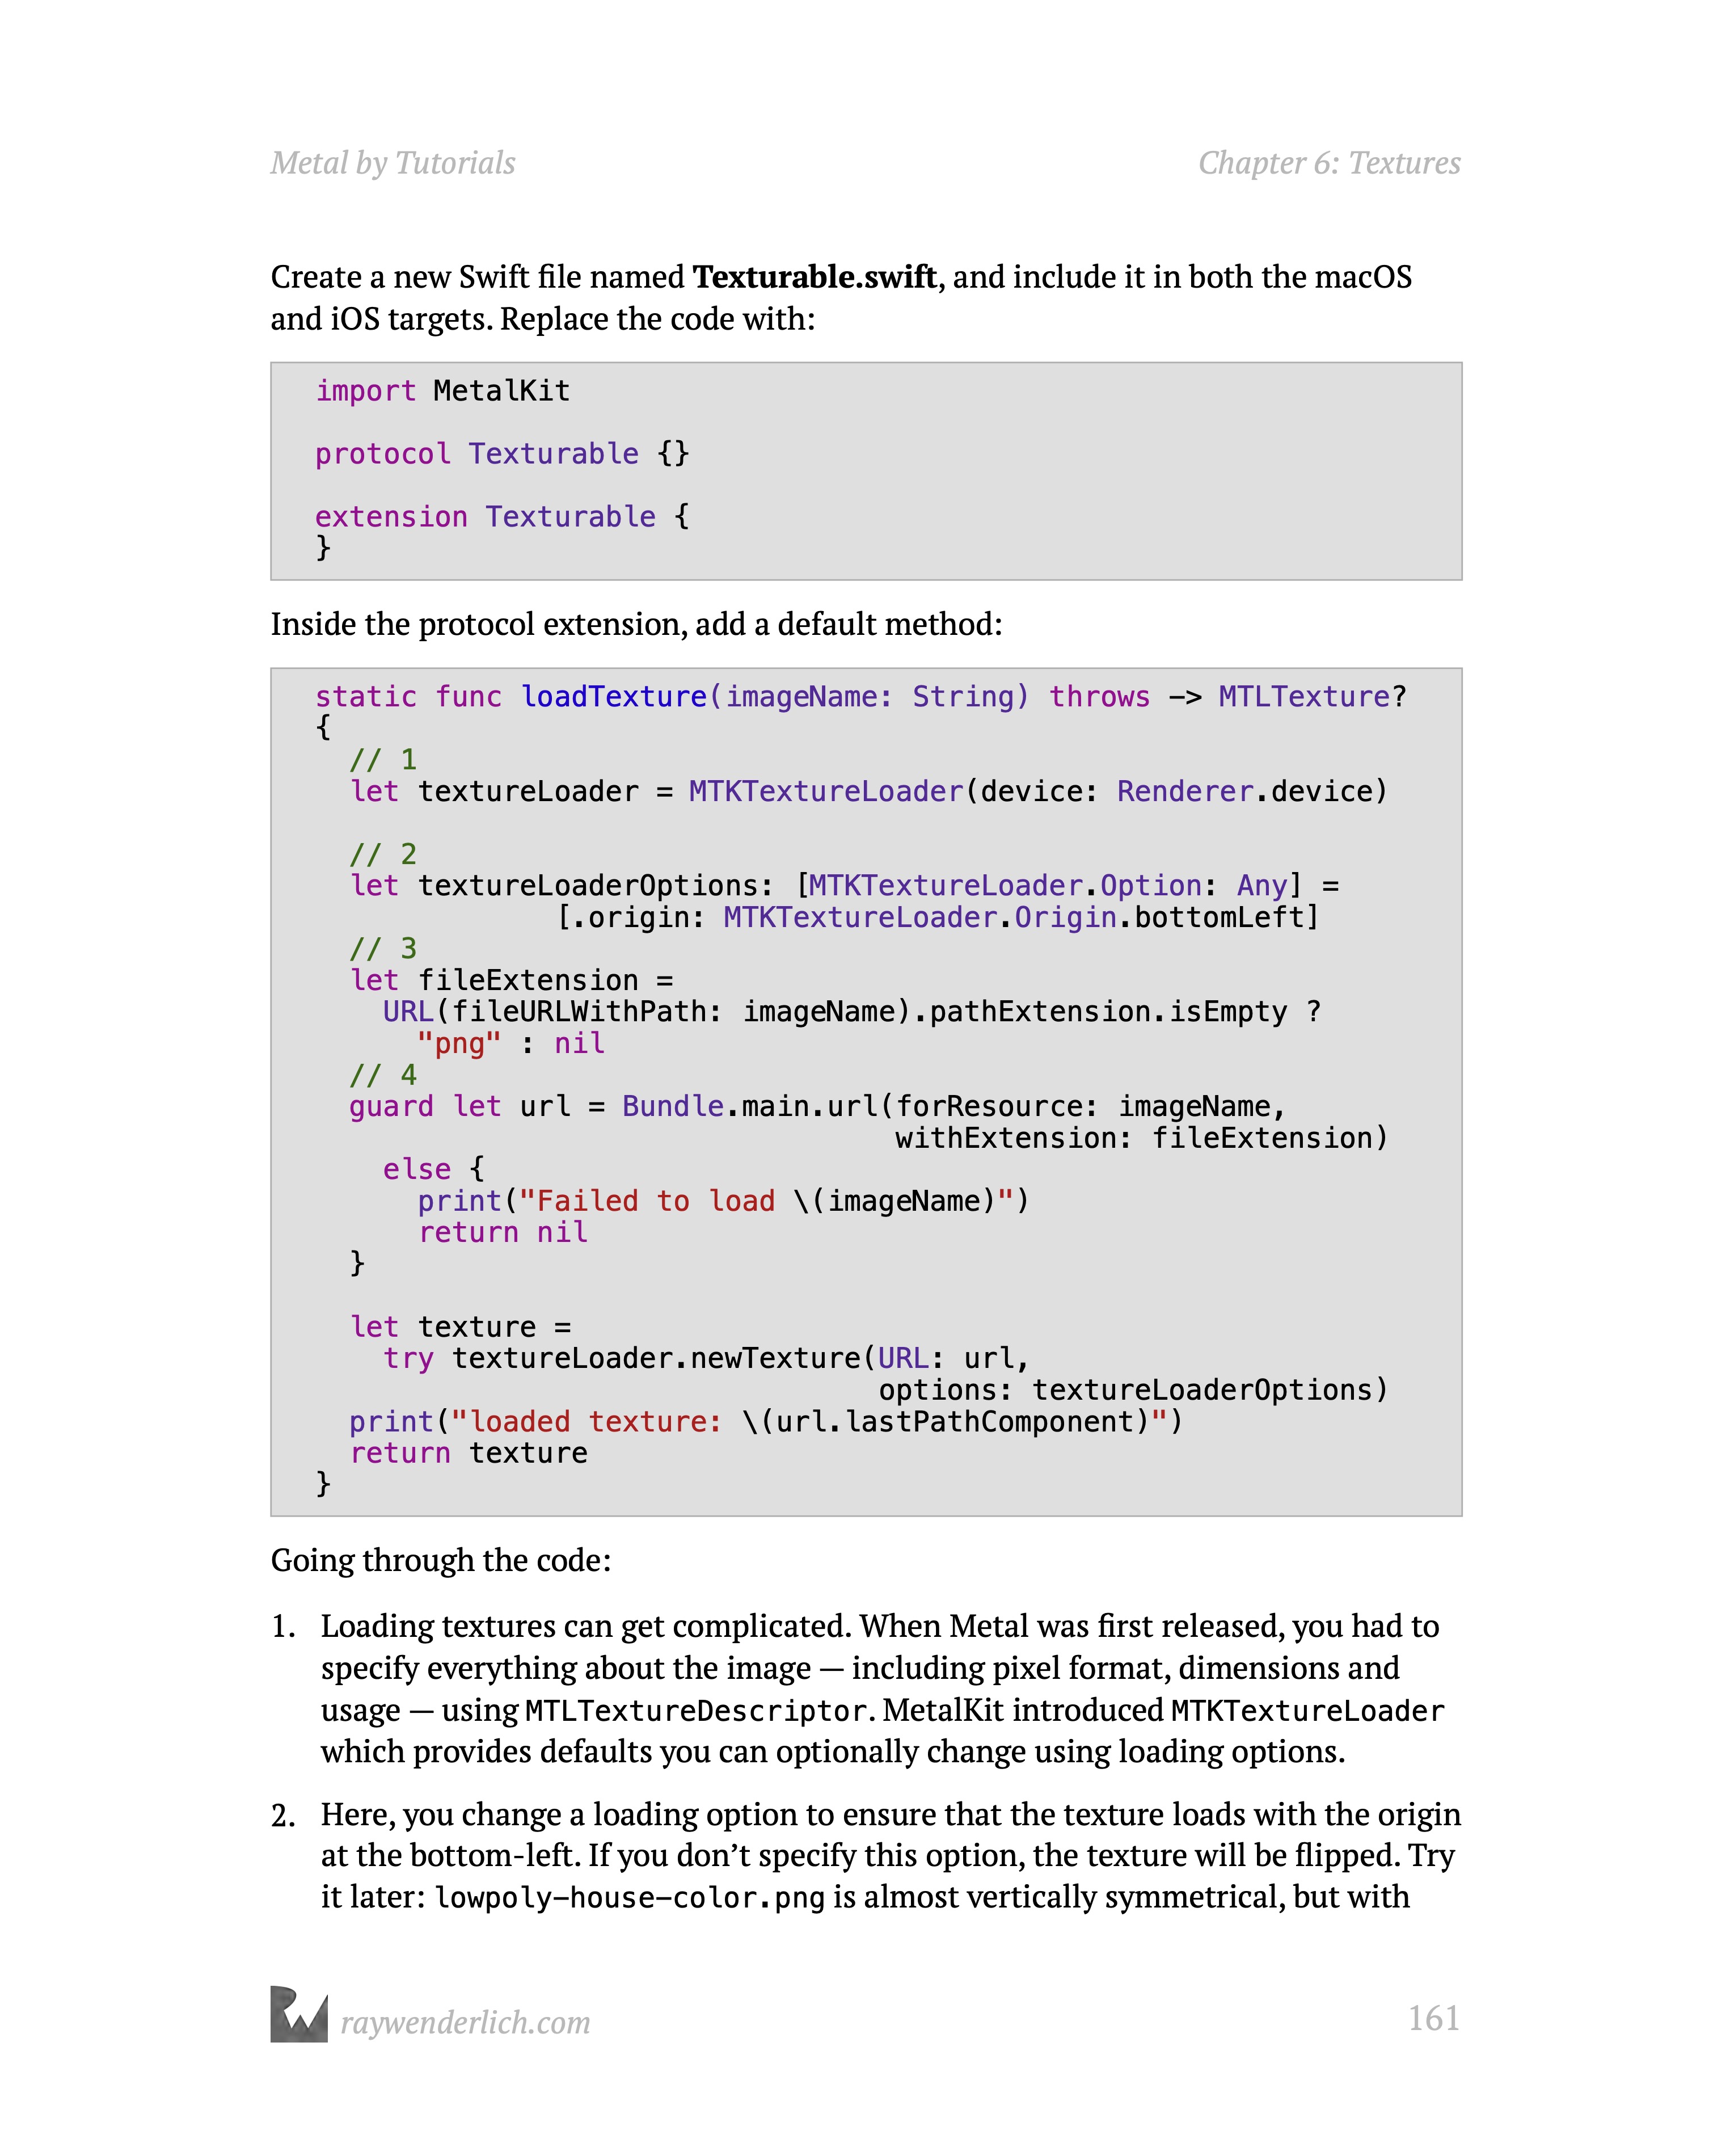 Metal by Tutorials
Chapter 6: Textures
Create a new Swift file named Texturable.swift, and include it in both the macOS
and iOS targets. Replace the code with:
import MetalKit
protocol Texturable {}
extension Texturable {
}
Inside the protocol extension, add a default method:
static func loadTexture(imageName: String) throws -> MTLTexture?
{
  // 1
  let textureLoader = MTKTextureLoader(device: Renderer.device)
  // 2
  let textureLoaderOptions: [MTKTextureLoader.Option: Any] =
              [.origin: MTKTextureLoader.Origin.bottomLeft]
  // 3
  let fileExtension =
    URL(fileURLWithPath: imageName).pathExtension.isEmpty ?
      "png" : nil
  // 4
  guard let url = Bundle.main.url(forResource: imageName,
                                  withExtension: fileExtension)
    else {
      print("Failed to load \(imageName)")
      return nil
  }
  let texture =
    try textureLoader.newTexture(URL: url,
                                 options: textureLoaderOptions)
  print("loaded texture: \(url.lastPathComponent)")
  return texture
}
Going through the code:
1. Loading textures can get complicated. When Metal was first released, you had to
specify everything about the image — including pixel format, dimensions and
usage — using MTLTextureDescriptor. MetalKit introduced MTKTextureLoader
which provides defaults you can optionally change using loading options.
2. Here, you change a loading option to ensure that the texture loads with the origin
at the bottom-left. If you don’t specify this option, the texture will be flipped. Try
it later: lowpoly-house-color.png is almost vertically symmetrical, but with
raywenderlich.com
161